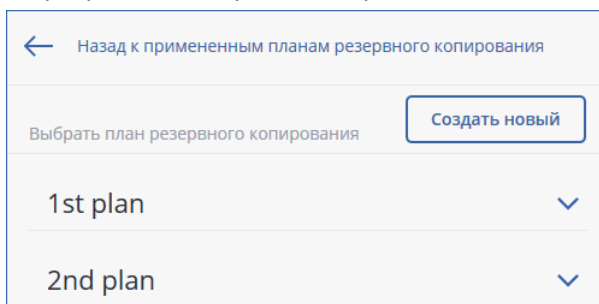 Назад к примененным планам резервного копирования
Выбрать план резервного копирования
Создать новый
1st plan
2nd plan